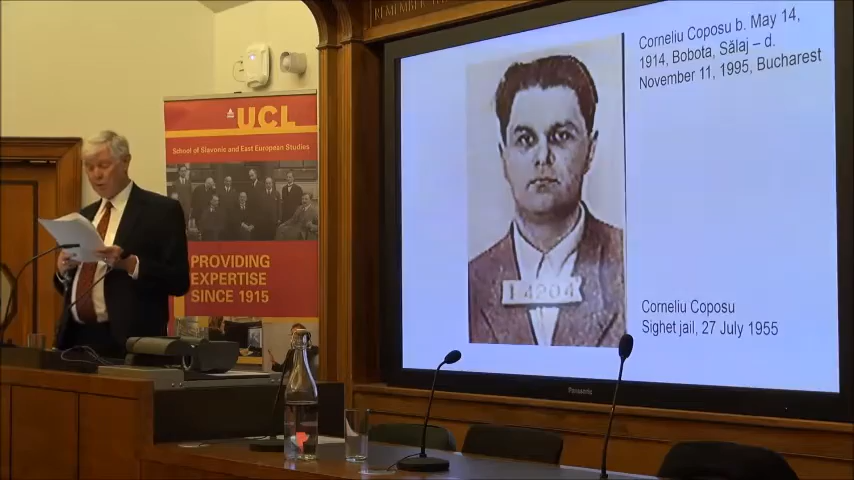 REMEMBER
UCL
School of Slavonic and East European Studies
PROVIDING
EXPERTISE
SINCE 1915
Corneliu Coposu b. May 14,
1914, Bobota, Sălaj – d.
November 11, 1995, Bucharest
Corneliu Coposu
Sighet jail, 27 July 1955
Panasonic